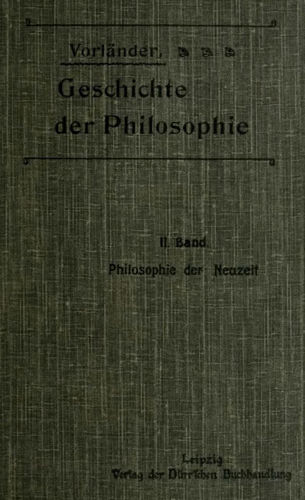 Vorländer,
Geschichte
der Philosophie
II. Band
Philosophie der Neuzeit
Leipzig
Verlag der Dürr'schen Buchhandlung